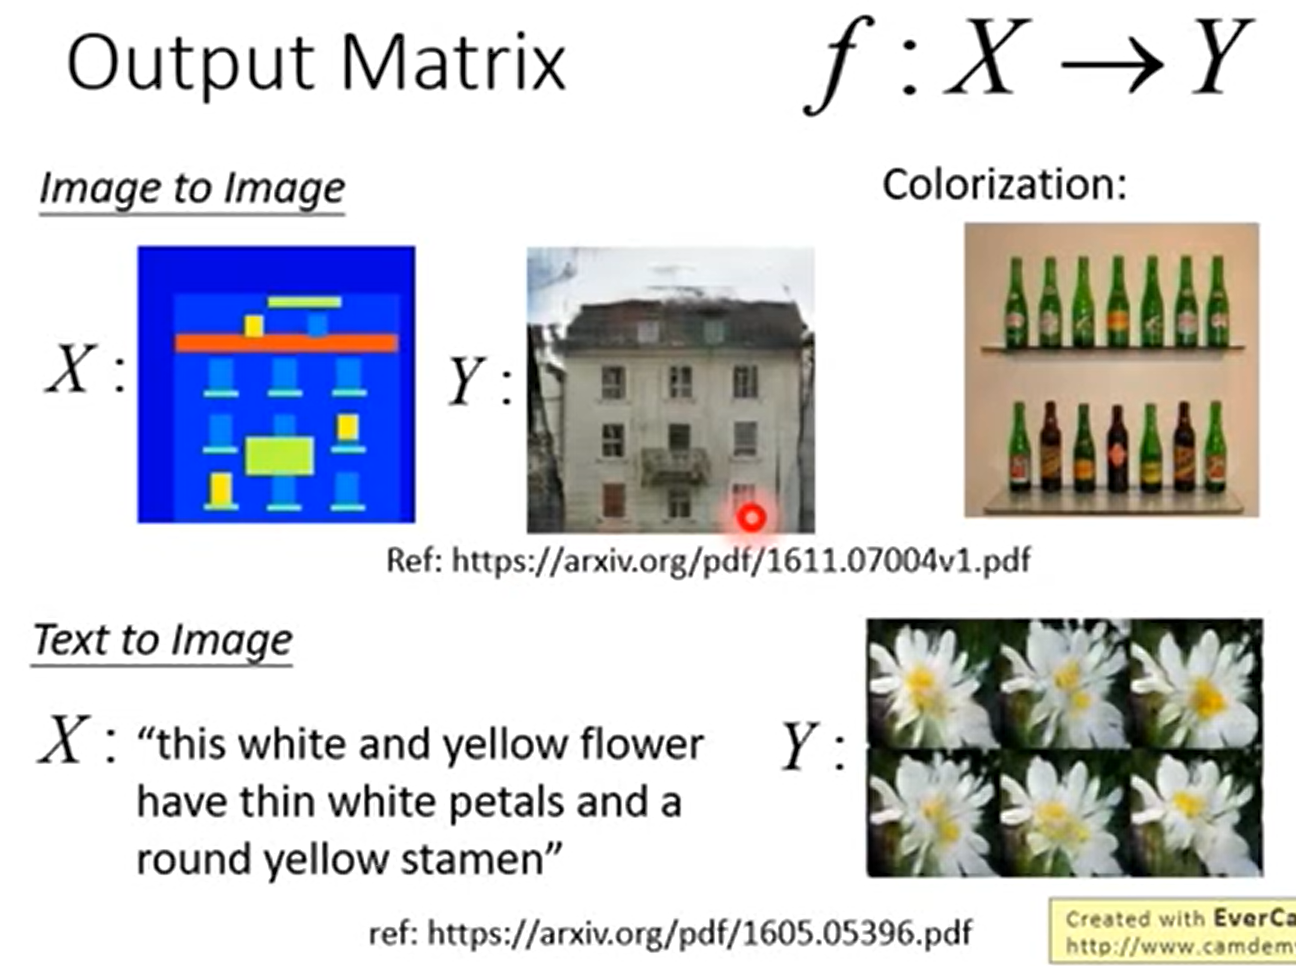 Output Matrix
f : X → Y
Image to Image
Colorization:
X :
Y :
Ref: https://arxiv.org/pdf/1611.07004v1.pdf
Text to Image
X : “this white and yellow flower
have thin white petals and a
round yellow stamen”
Y :
ref: https://arxiv.org/pdf/1605.05396.pdf
Created with EverCa
http://www.camdem